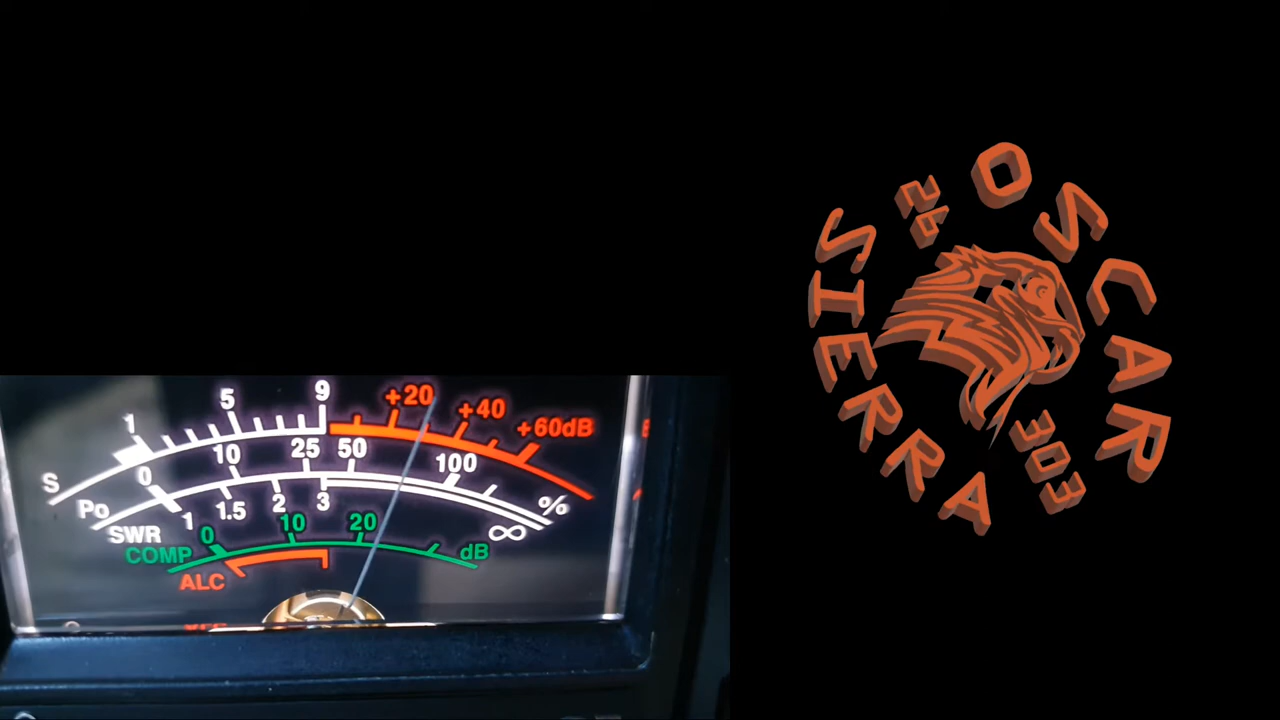 1 5 9 +20 +40 +60dB
S
0 10 25 50 100 %
Po
SWR 1 1.5 2 3 ∞
COMP 0 10 20 dB
ALC
26
OSCAR
SIERRA
303